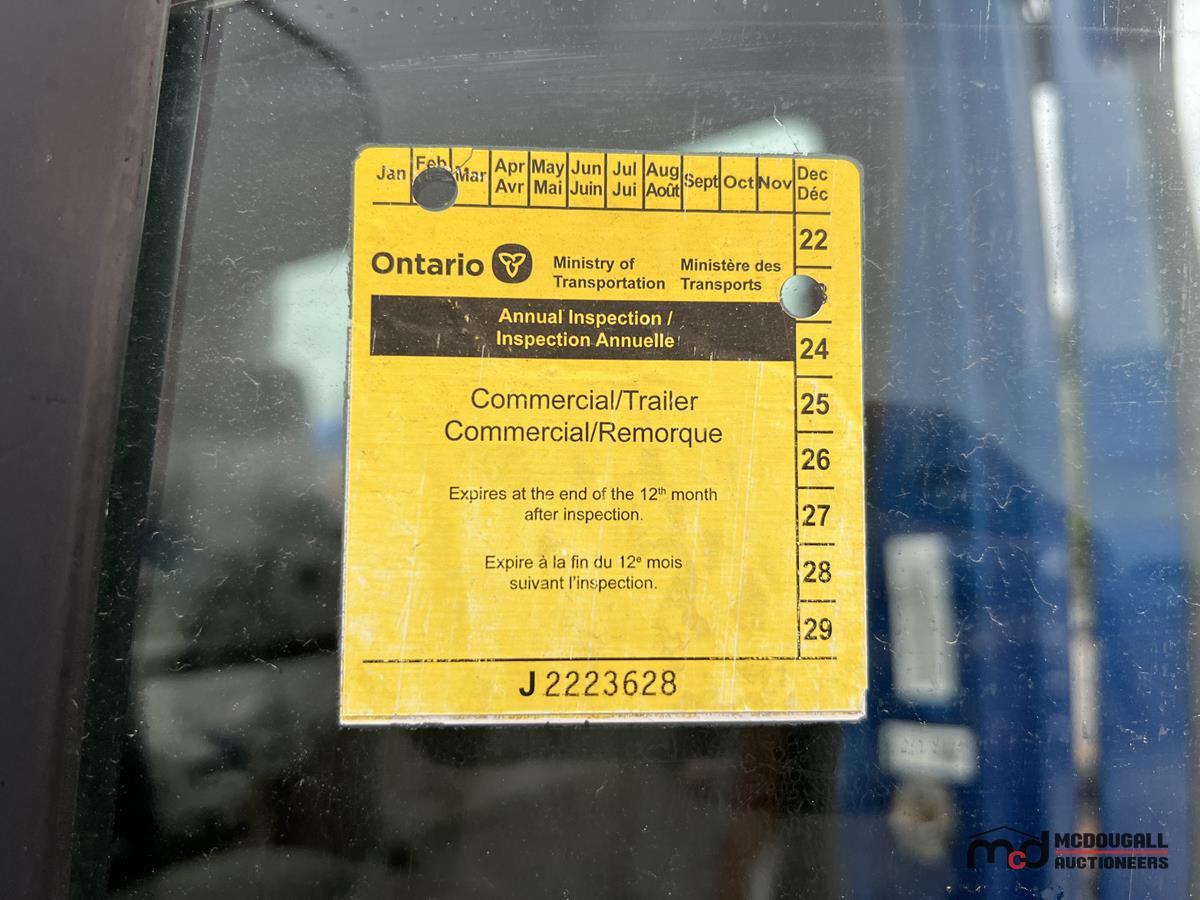 Jan Feb Mar Apr May Jun Jul Aug Sept Oct Nov Dec
Avr Mai Juin Jui Août Déc
22
Ontario Ministry of Ministère des
Transportation Transports
Annual Inspection /
Inspection Annuelle
24
Commercial/Trailer
Commercial/Remorque
25
26
Expires at the end of the 12th month
after inspection.
27
Expire à la fin du 12e mois
suivant l'inspection.
28
29
J 2223628
mcd MCDOUGALL
AUCTIONEERS